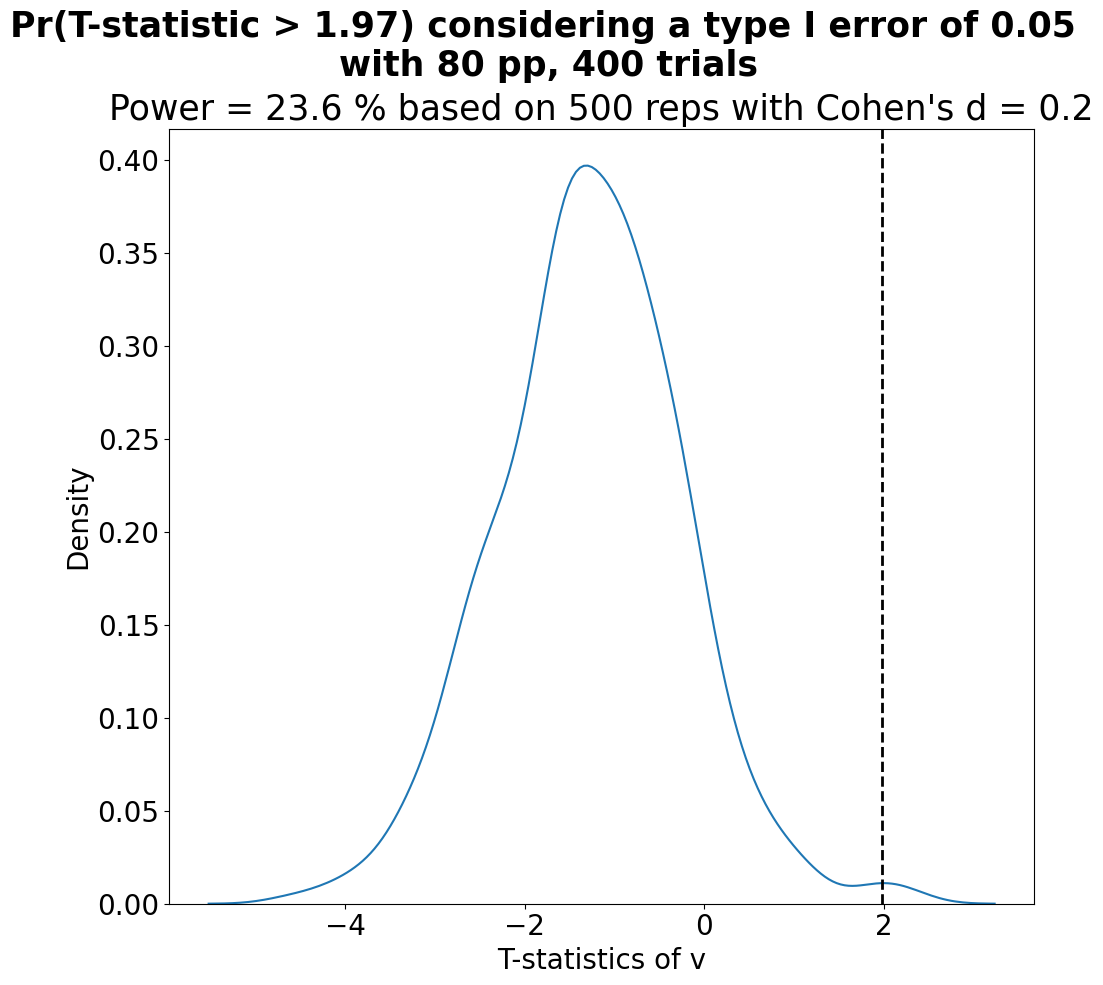 Pr(T-statistic > 1.97) considering a type I error of 0.05
with 80 pp, 400 trials
Power = 23.6 % based on 500 reps with Cohen's d = 0.2
0.40
0.35
0.30
0.25
0.20
0.15
0.10
0.05
0.00
Density
−4
−2
0
2
T-statistics of v